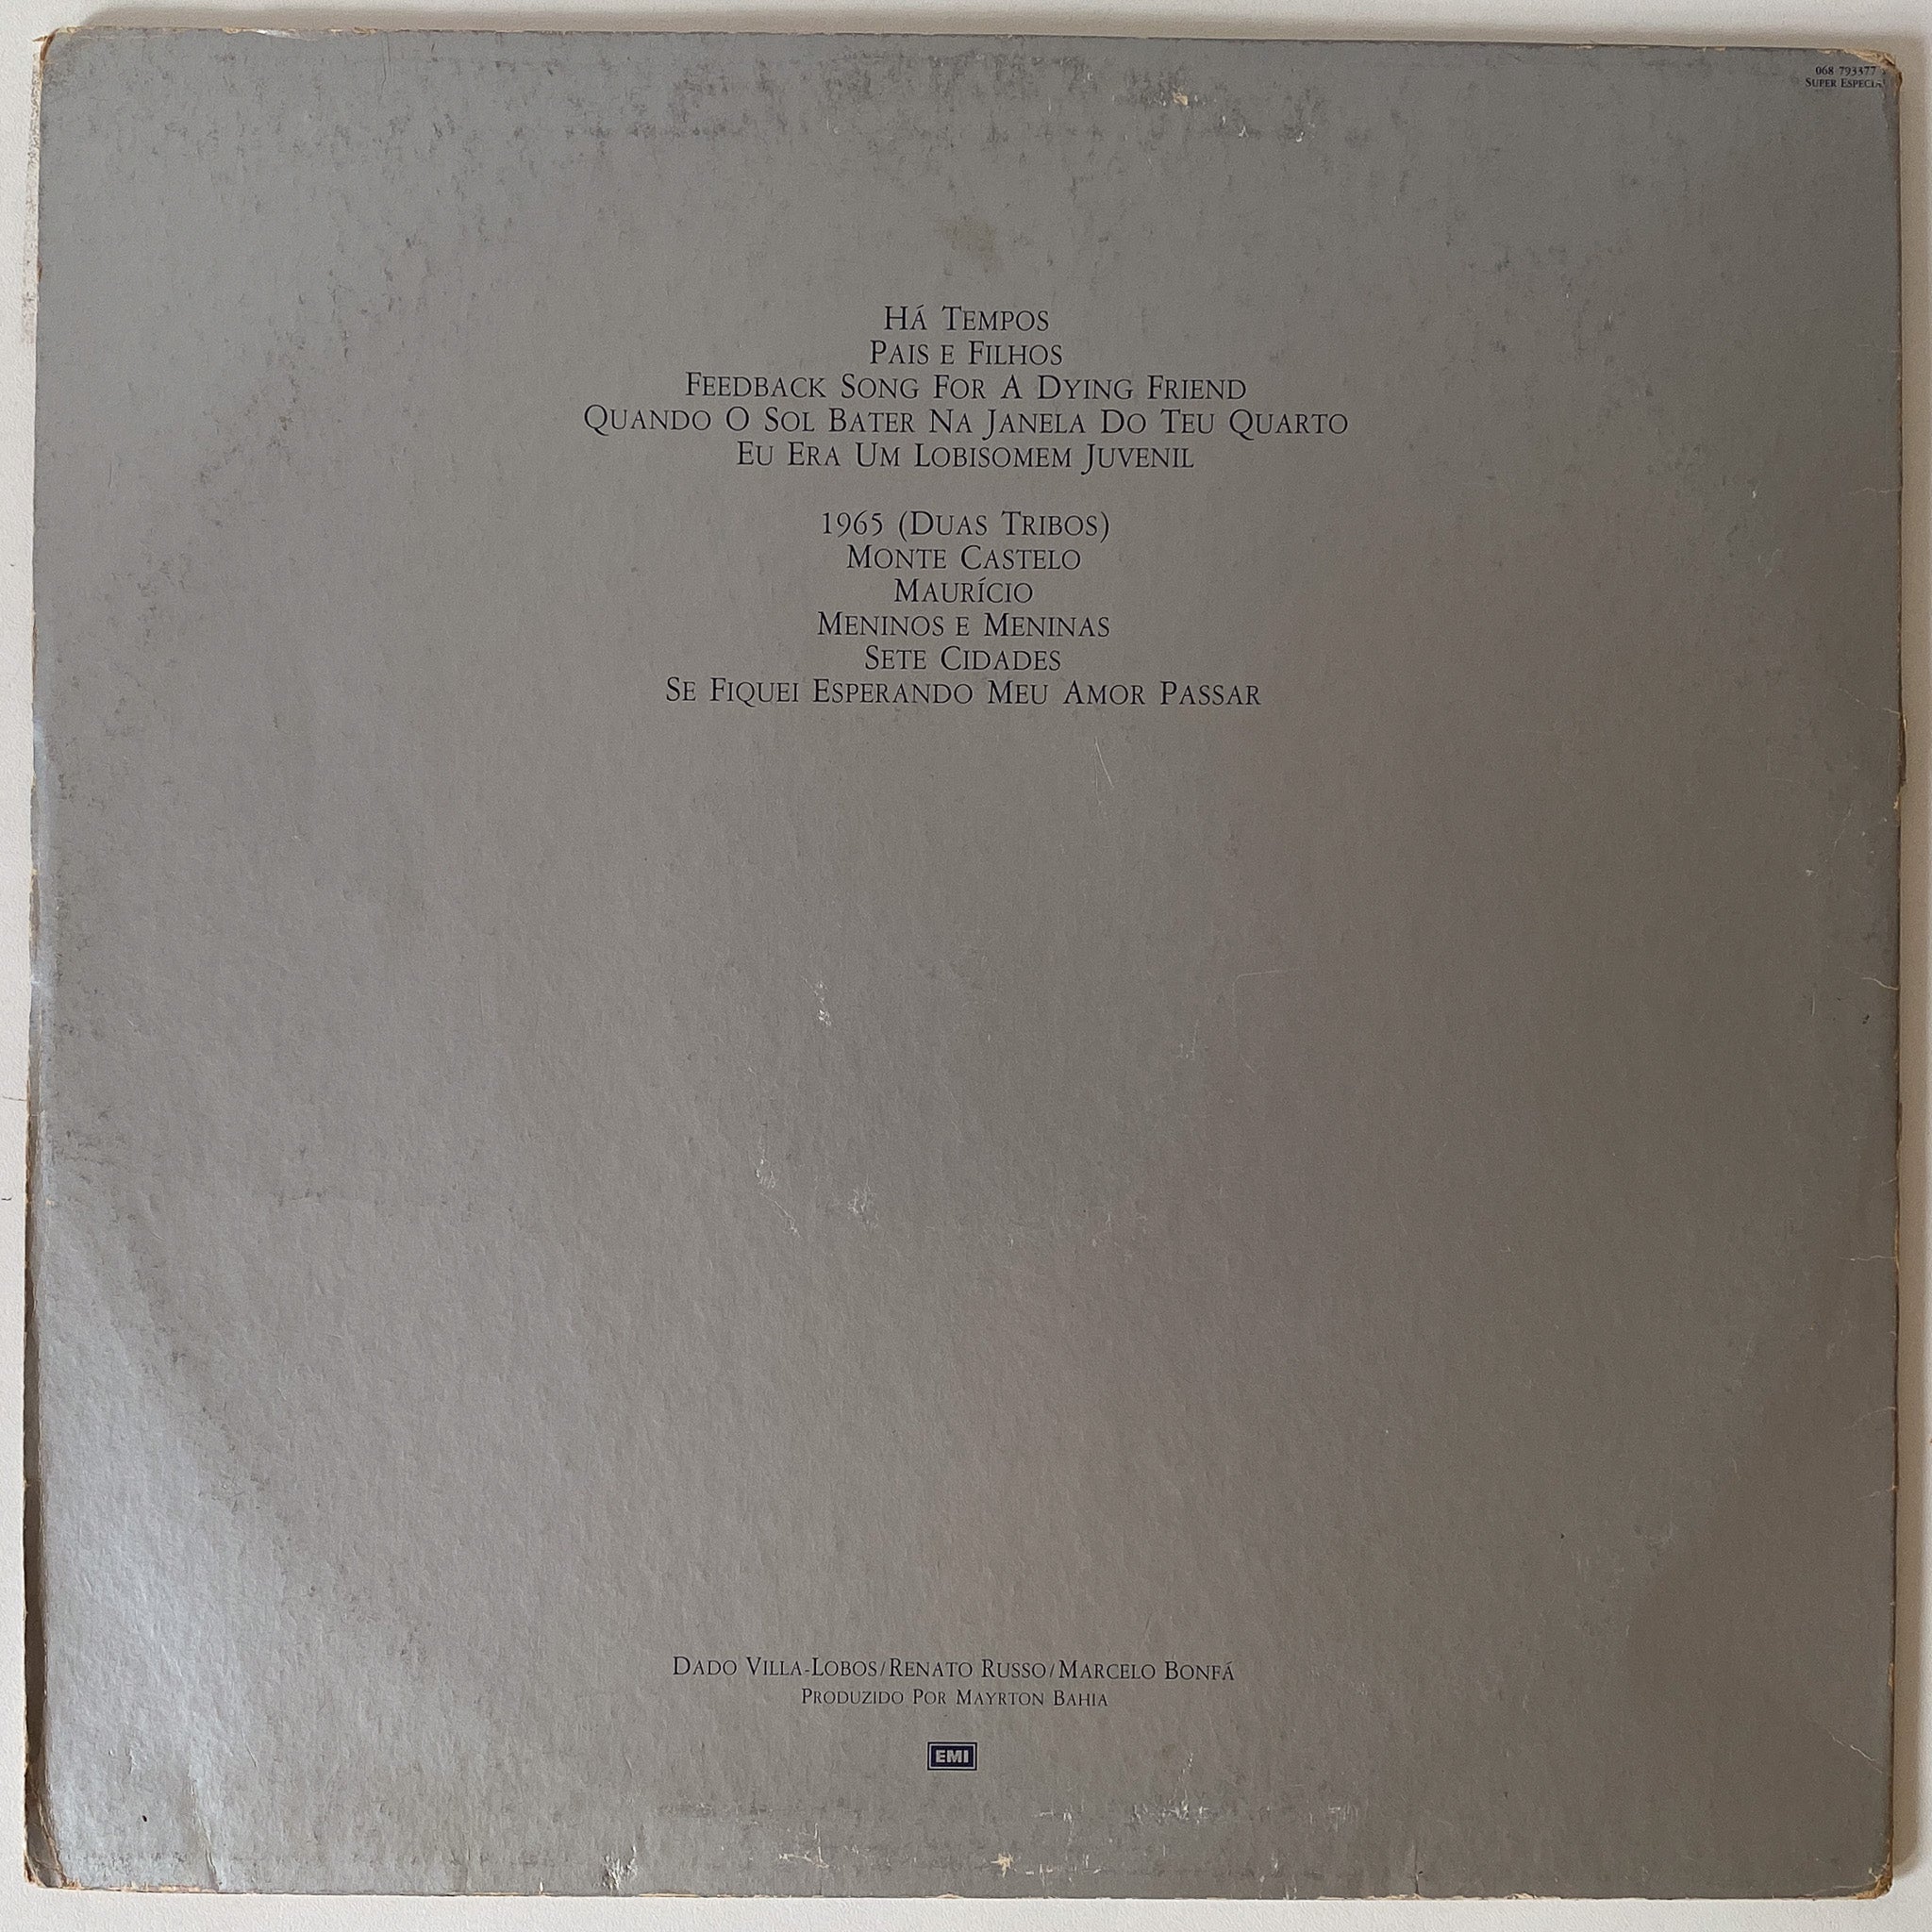 068 793377
SUPER ESPECIAL
HÁ TEMPOS
PAIS E FILHOS
FEEDBACK SONG FOR A DYING FRIEND
QUANDO O SOL BATER NA JANELA DO TEU QUARTO
EU ERA UM LOBISOMEM JUVENIL
1965 (DUAS TRIBOS)
MONTE CASTELO
MAURÍCIO
MENINOS E MENINAS
SETE CIDADES
SE FIQUEI ESPERANDO MEU AMOR PASSAR
DADO VILLA-LOBOS/RENATO RUSSO/MARCELO BONFÁ
PRODUZIDO POR MAYRTON BAHIA
EMI